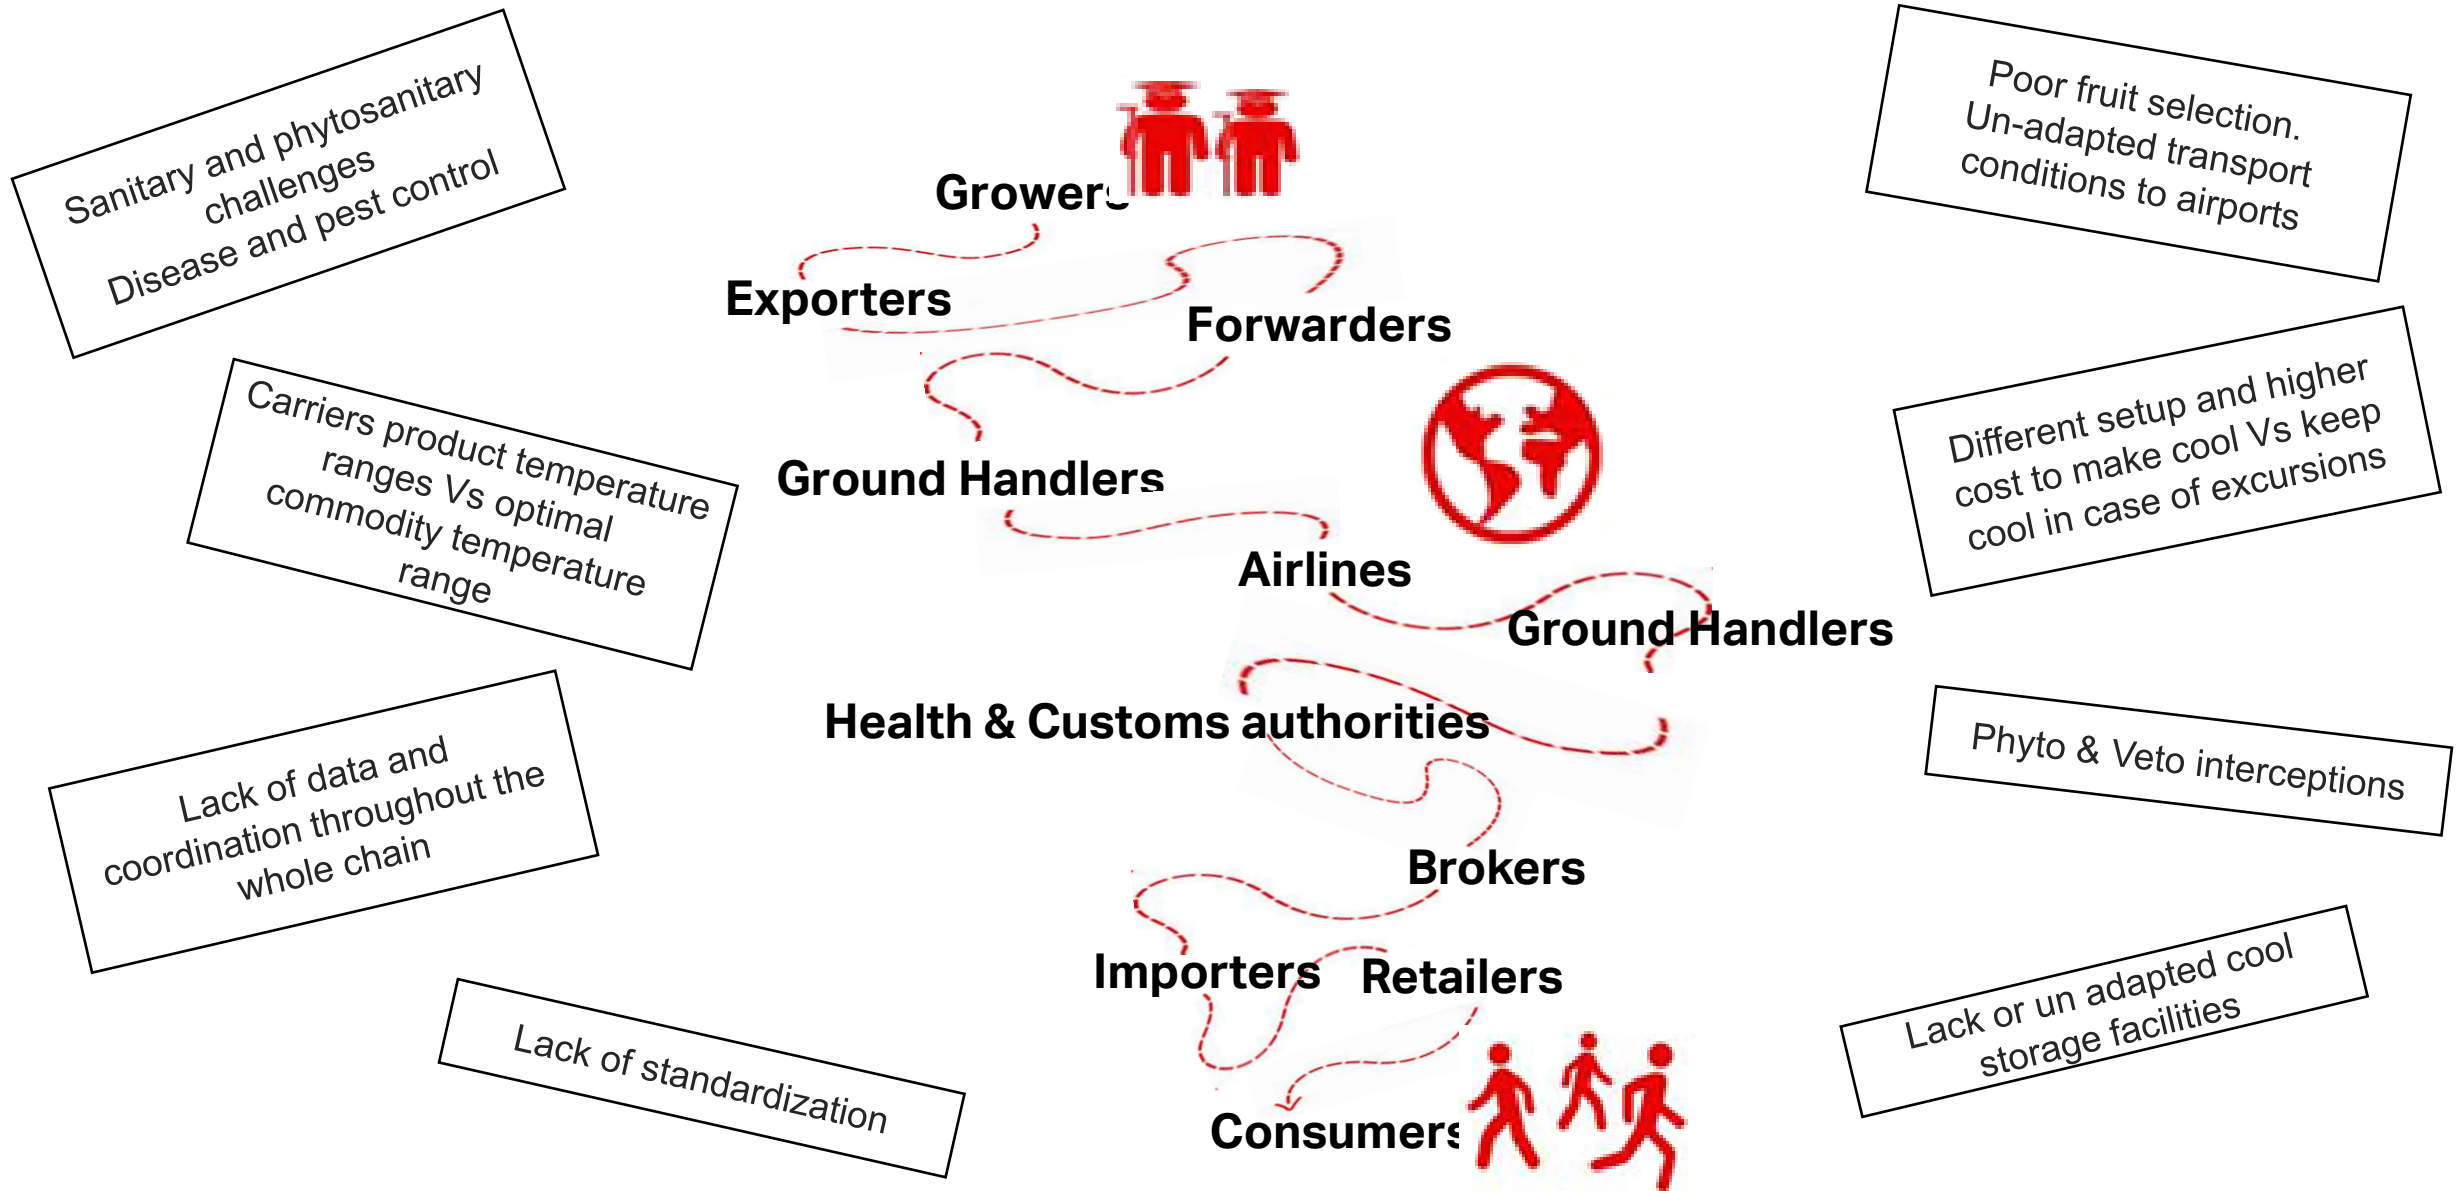 Sanitary and phytosanitary
challenges
Disease and pest control
Carriers product temperature
ranges Vs optimal
commodity temperature
range
Lack of data and
coordination throughout the
whole chain
Lack of standardization
Growers
Exporters
Forwarders
Ground Handlers
Airlines
Ground Handlers
Health & Customs authorities
Brokers
Importers
Retailers
Consumers
Poor fruit selection.
Un-adapted transport
conditions to airports
Different setup and higher
cost to make cool Vs keep
cool in case of excursions
Phyto & Veto interceptions
Lack or un adapted cool
storage facilities